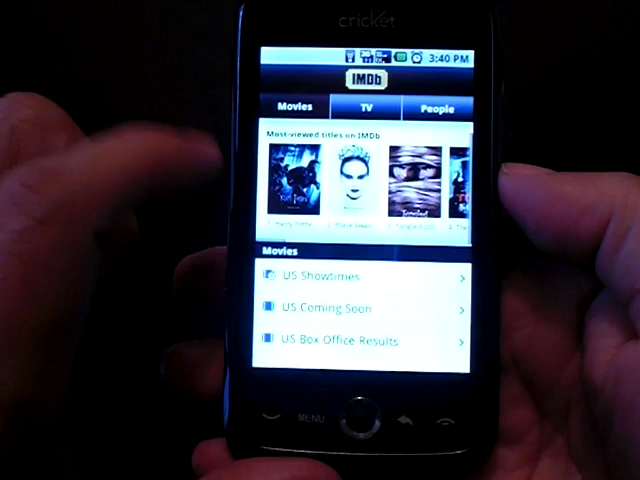 cricket
3:40 PM
IMDb
Movies TV People
Most-viewed titles on IMDb
Movies
US Showtimes
US Coming Soon
US Box Office Results
MENU